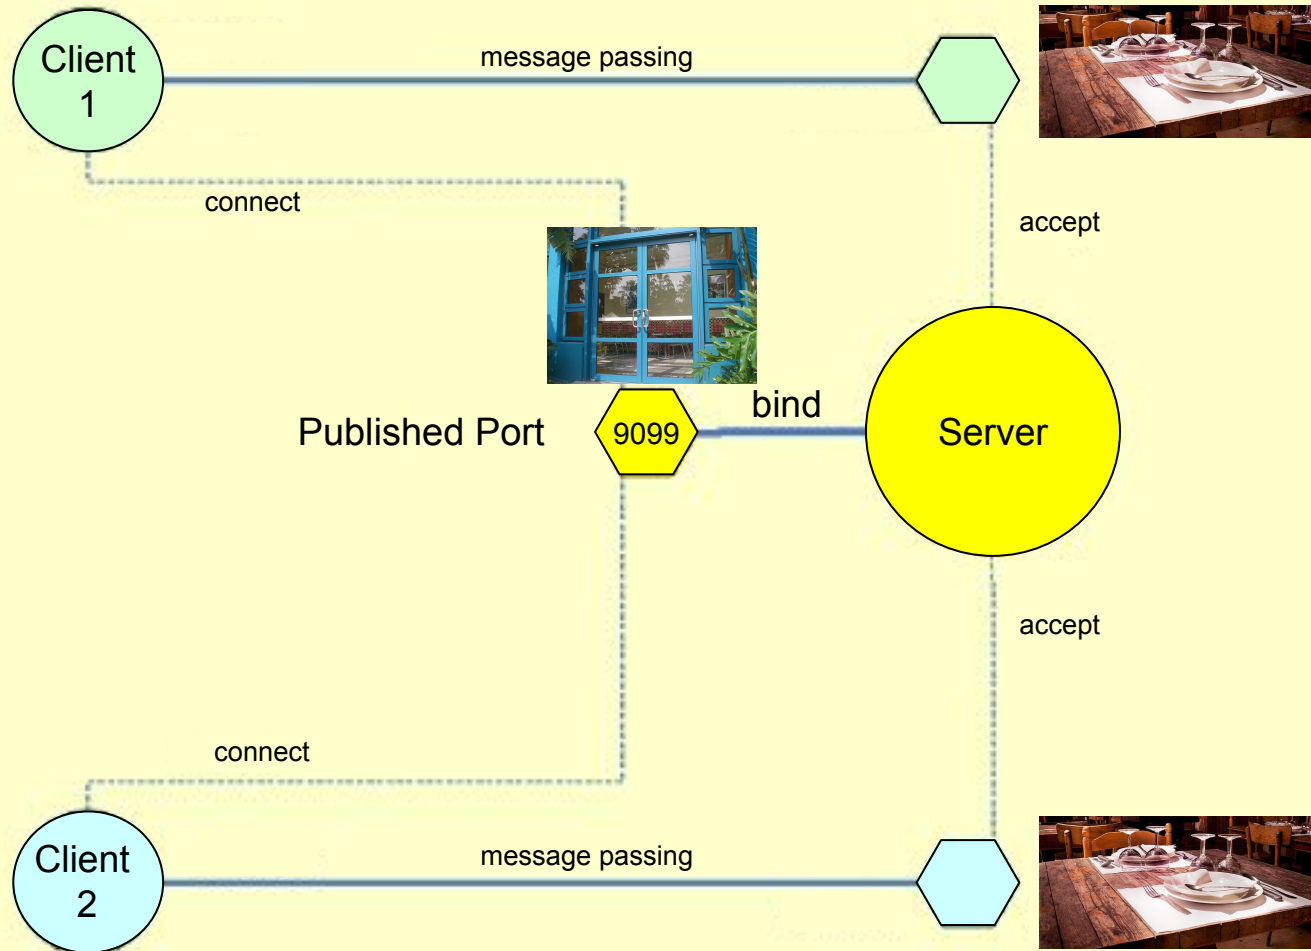 Client
1
message passing
connect
accept
Published Port
9099
bind
Server
accept
connect
Client
2
message passing